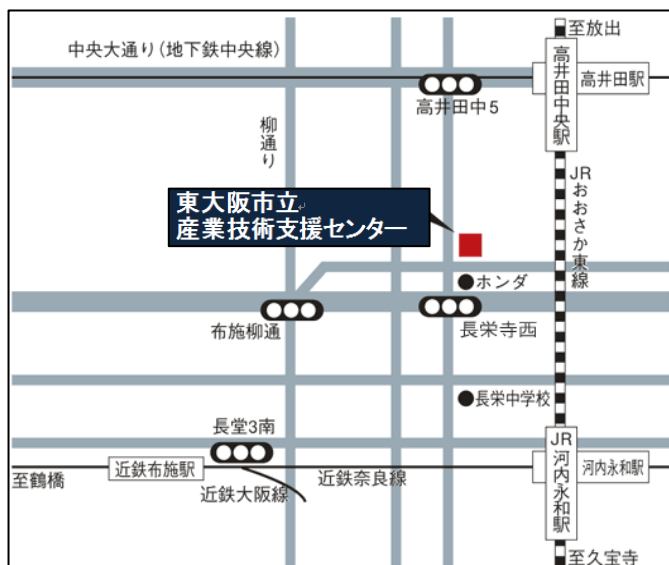 至放出
中央大通り(地下鉄中央線)
高井田中央駅
高井田駅
高井田中5
柳通り
JRおおさか東線
東大阪市立
産業技術支援センター
ホンダ
布施柳通
長栄寺西
長栄中学校
長堂3南
JR河内永和駅
河内永和駅
近鉄布施駅
近鉄奈良線
至鶴橋
近鉄大阪線
至久宝寺